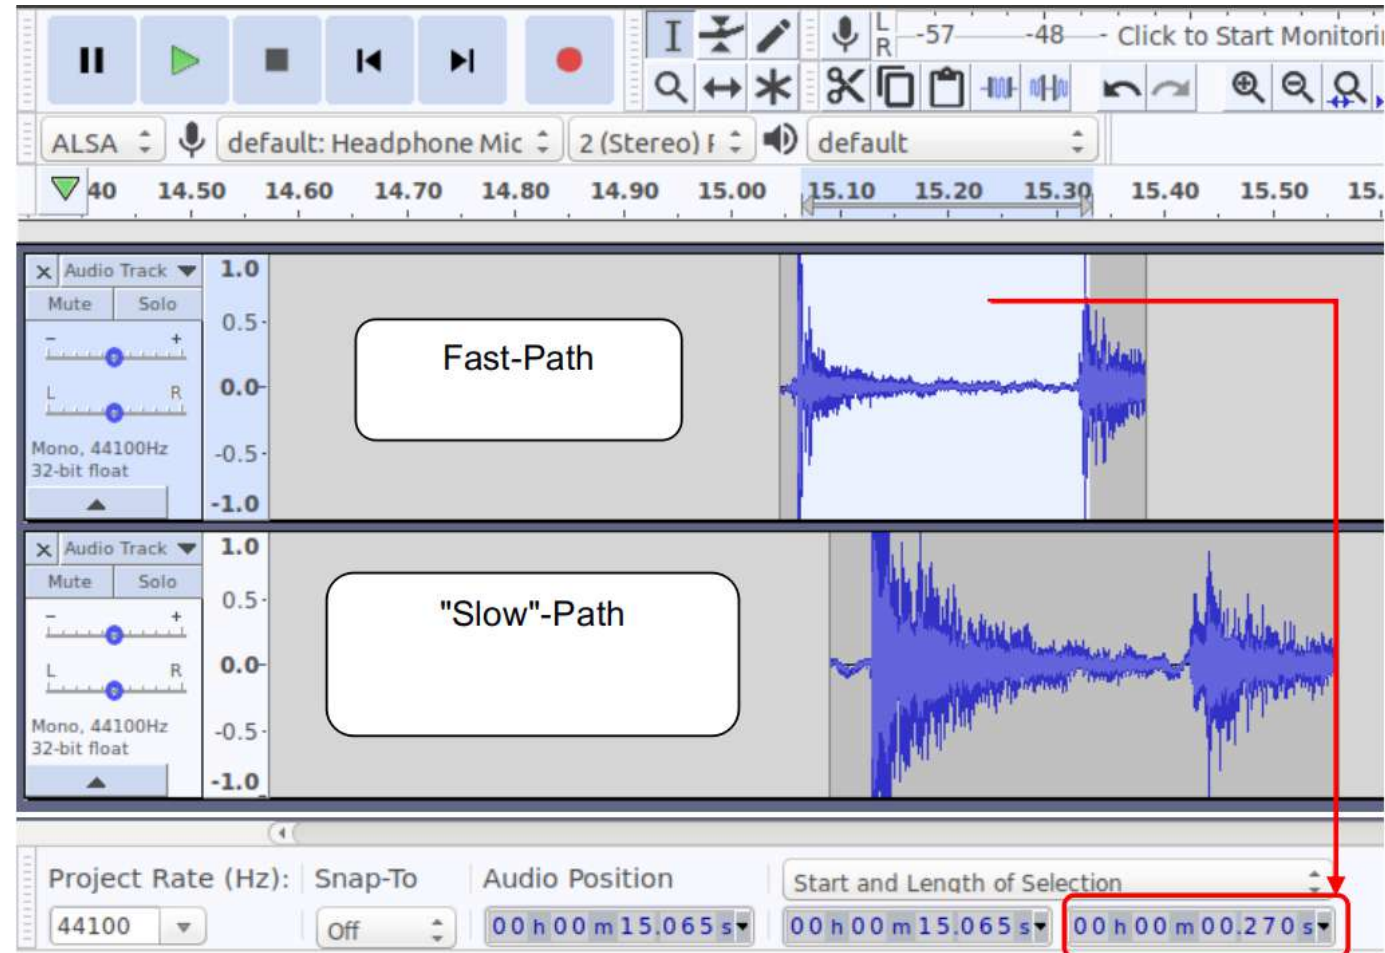 L
R
-57
-48
Click to Start Monitori
ALSA
default: Headphone Mic
2 (Stereo)
default
40 14.50 14.60 14.70 14.80 14.90 15.00 15.10 15.20 15.30 15.40 15.50 15.
X Audio Track
Mute Solo
- +
L R
Mono, 44100Hz
32-bit float
1.0
0.5
0.0
-0.5
-1.0
Fast-Path
X Audio Track
Mute Solo
- +
L R
Mono, 44100Hz
32-bit float
1.0
0.5
0.0
-0.5
-1.0
"Slow"-Path
Project Rate (Hz): Snap-To Audio Position Start and Length of Selection
44100 Off 00 h 00 m 15.065 s 00 h 00 m 15.065 s 00 h 00 m 00.270 s